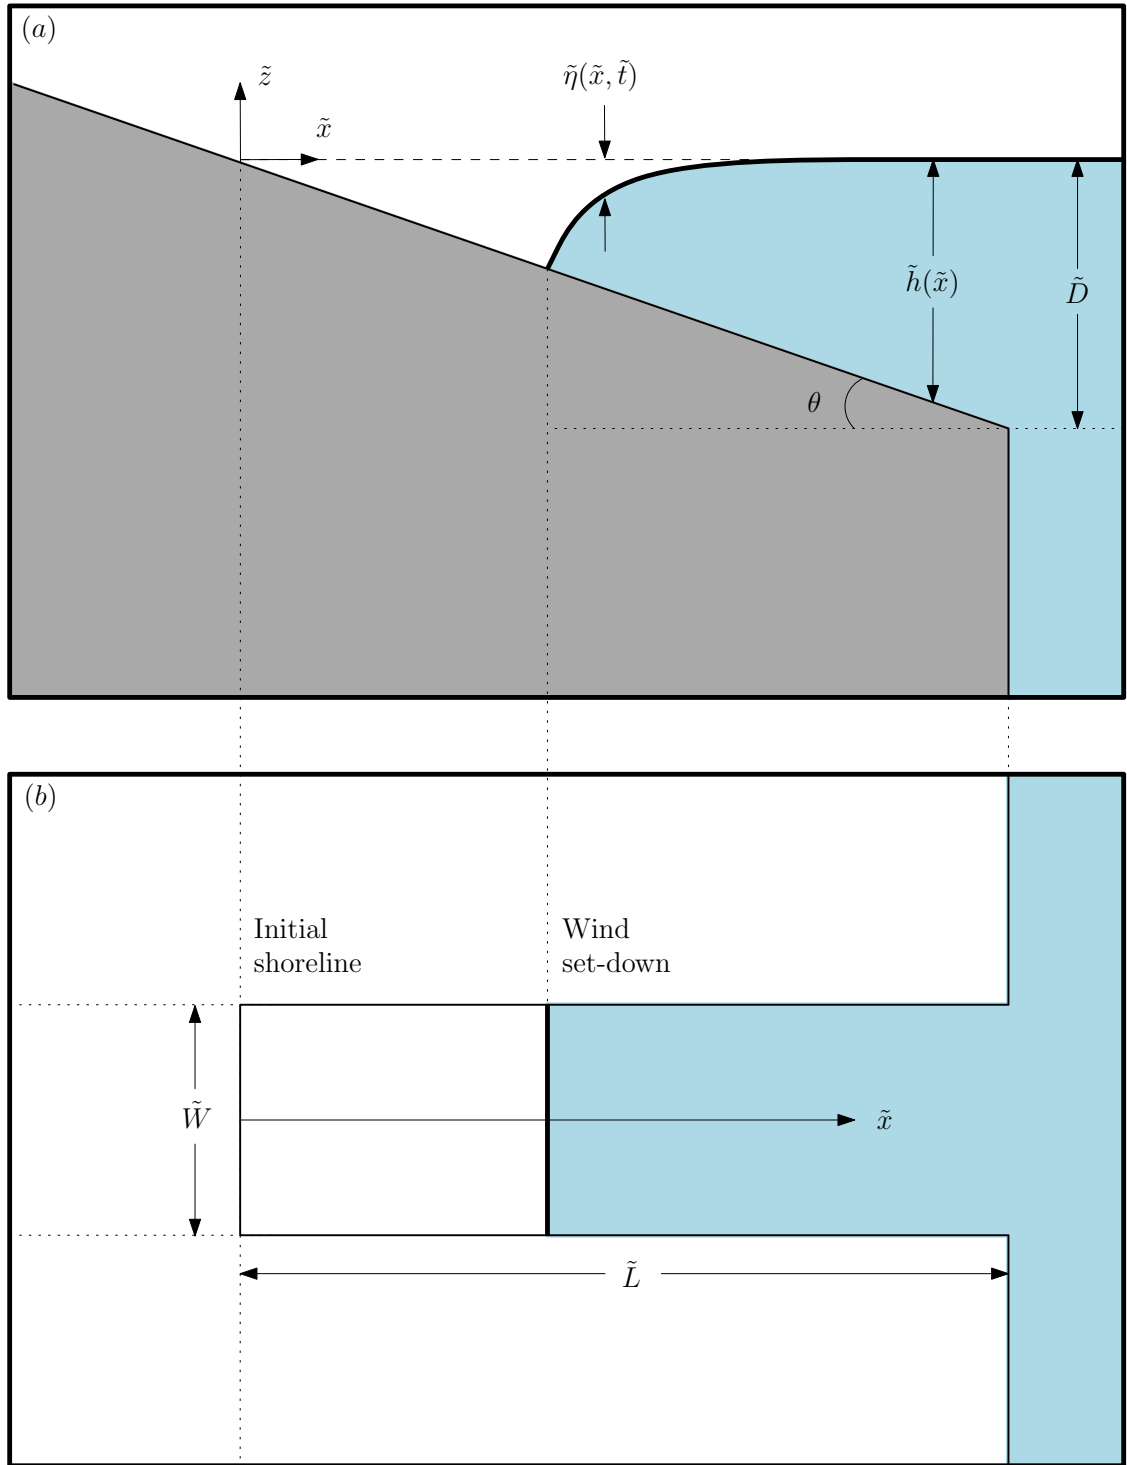 (a)
z̃
η̃(x̃, t̃)
x̃
h̃(x̃)
D̃
θ
(b)
Initial
shoreline
Wind
set-down
W̃
x̃
L̃